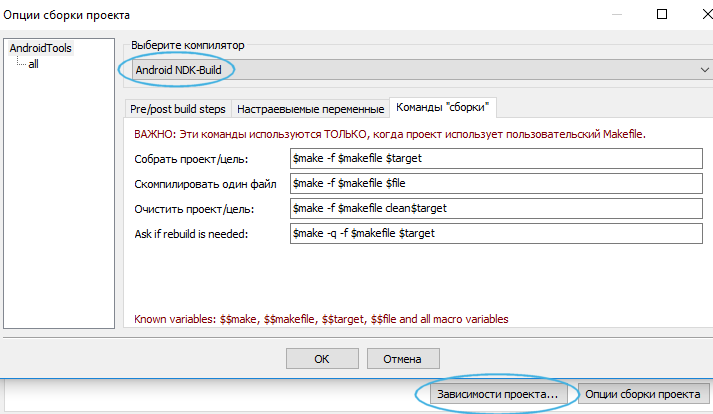 Опции сборки проекта
AndroidTools
all
Выберите компилятор
Android NDK-Build
Pre/post build steps Настраевыемые переменные Команды "сборки"
ВАЖНО: Эти команды используются ТОЛЬКО, когда проект использует пользовательский Makefile.
Собрать проект/цель: $make -f $makefile $target
Скомпилировать один файл $make -f $makefile $file
Очистить проект/цель: $make -f $makefile clean$target
Ask if rebuild is needed: $make -q -f $makefile $target
Known variables: $$make, $$makefile, $$target, $$file and all macro variables
OK Отмена
Зависимости проекта... Опции сборки проекта